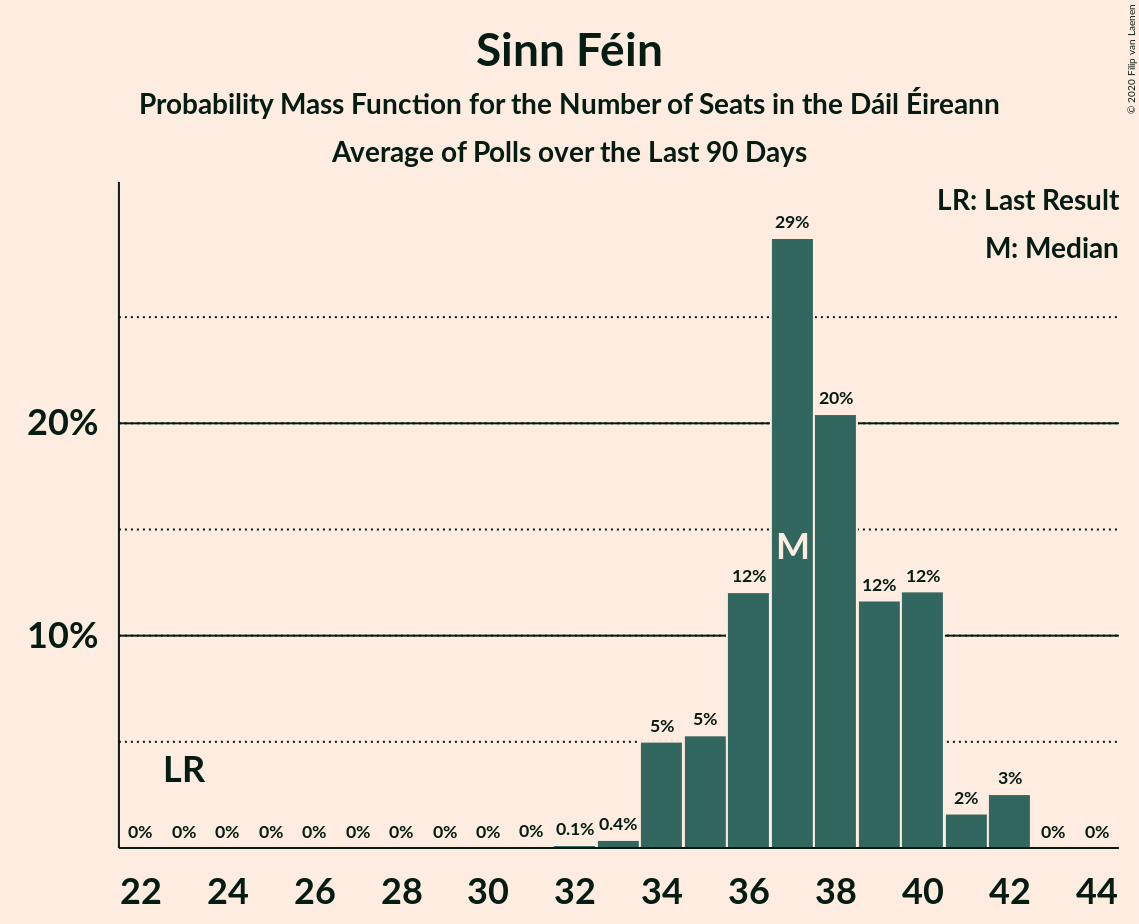 Sinn Féin
Probability Mass Function for the Number of Seats in the Dáil Éireann
Average of Polls over the Last 90 Days
© 2020 Filip van Laenen
LR: Last Result
M: Median
20%
10%
0% 0% 0% 0% 0% 0% 0% 0% 0% 0% 0.1% 0.4% 5% 5% 12% 29% 20% 12% 12% 2% 3% 0% 0%
LR
M
22 24 26 28 30 32 34 36 38 40 42 44